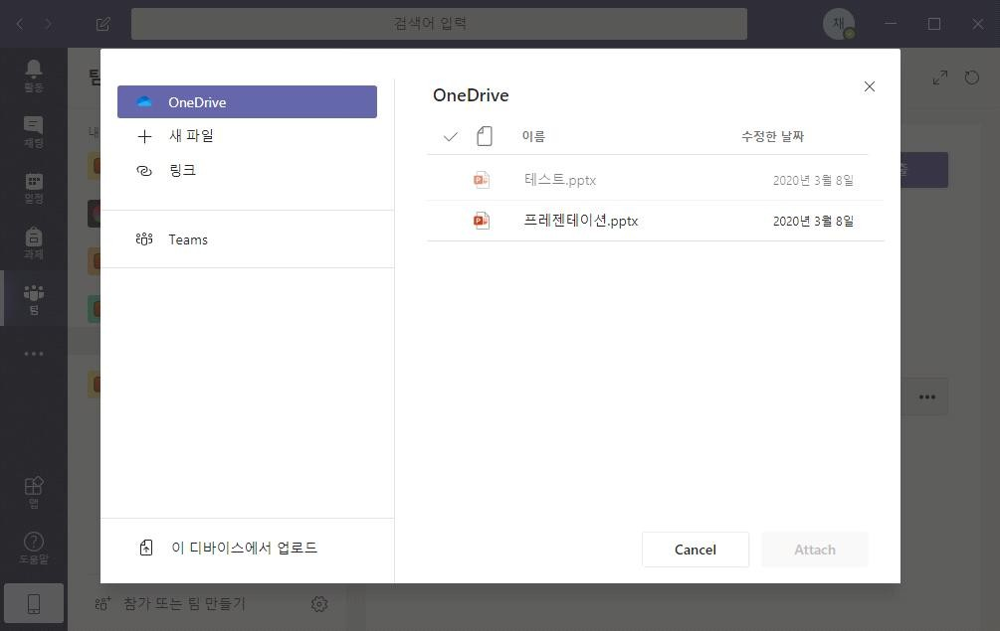 검색어 입력
채
활동
채팅
일정
과제
팀
앱
도움말
팀
내
OneDrive
새 파일
링크
Teams
이 디바이스에서 업로드
OneDrive
이름 수정한 날짜
테스트.pptx 2020년 3월 8일
프레젠테이션.pptx 2020년 3월 8일
Cancel Attach
참가 또는 팀 만들기